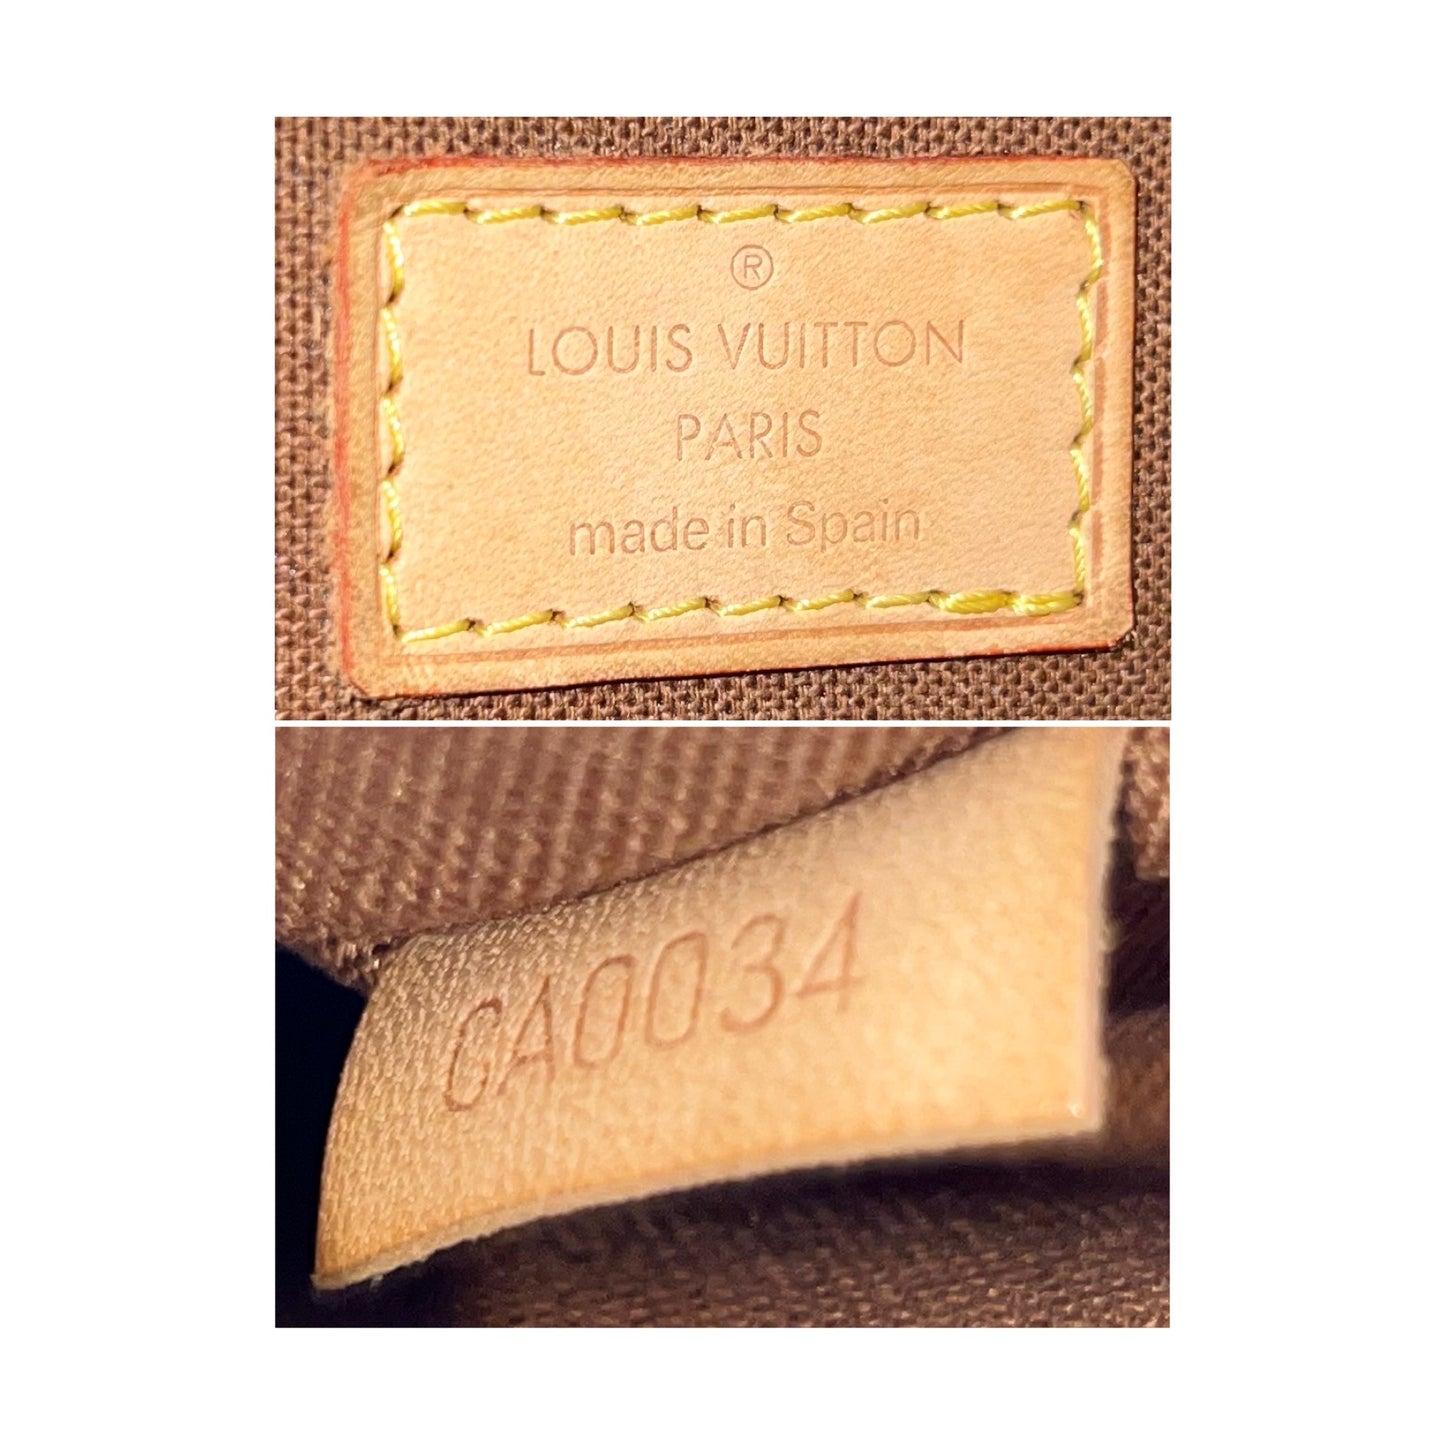 ®
LOUIS VUITTON
PARIS
made in Spain
CA0034